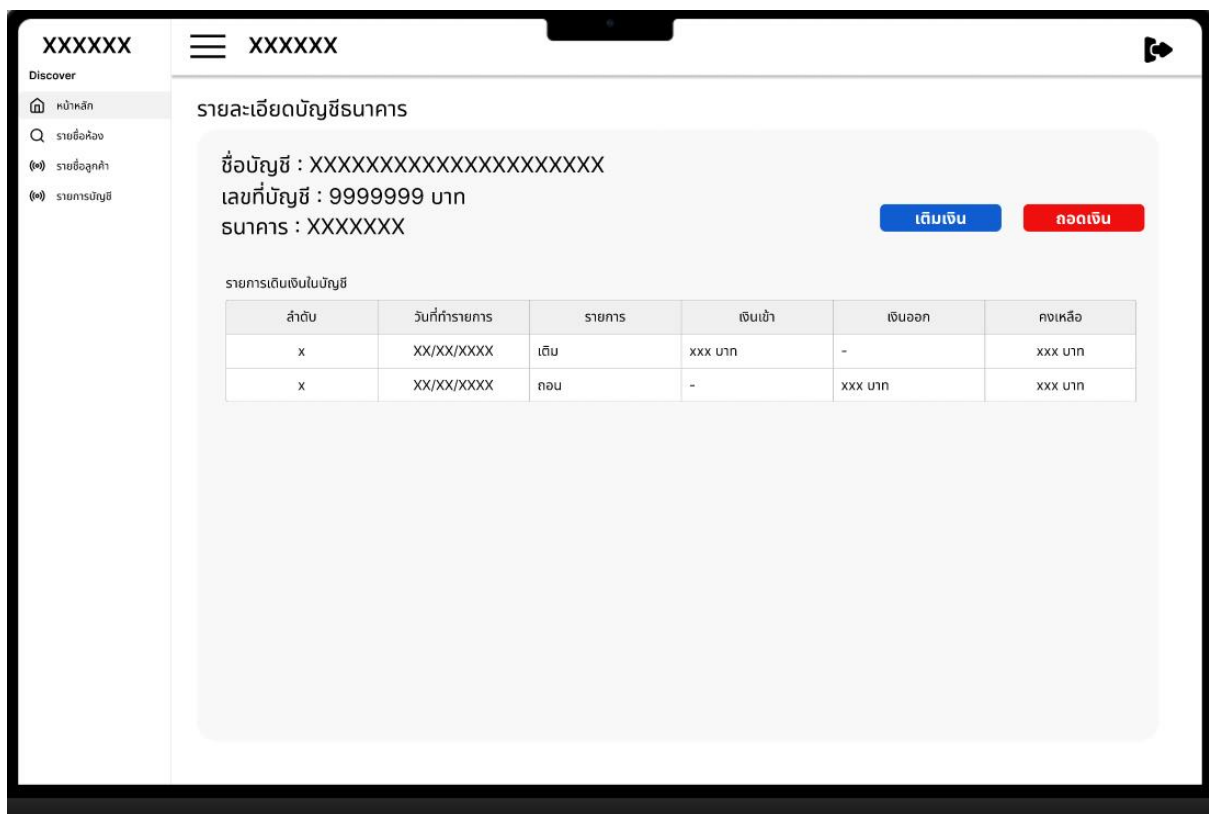 XXXXXX
Discover
หน้าหลัก
รายชื่อห้อง
รายชื่อลูกค้า
รายการบัญชี
XXXXXX
รายละเอียดบัญชีธนาคาร
ชื่อบัญชี : XXXXXXXXXXXXXXXXXXXXX
เลขที่บัญชี : 9999999 บาท
ธนาคาร : XXXXXXX
เติมเงิน ถอดเงิน
รายการเดินเงินในบัญชี
ลำดับ วันที่ทำรายการ รายการ เงินเข้า เงินออก คงเหลือ
x XX/XX/XXXX เติม xxx บาท - xxx บาท
x XX/XX/XXXX ถอน - xxx บาท xxx บาท